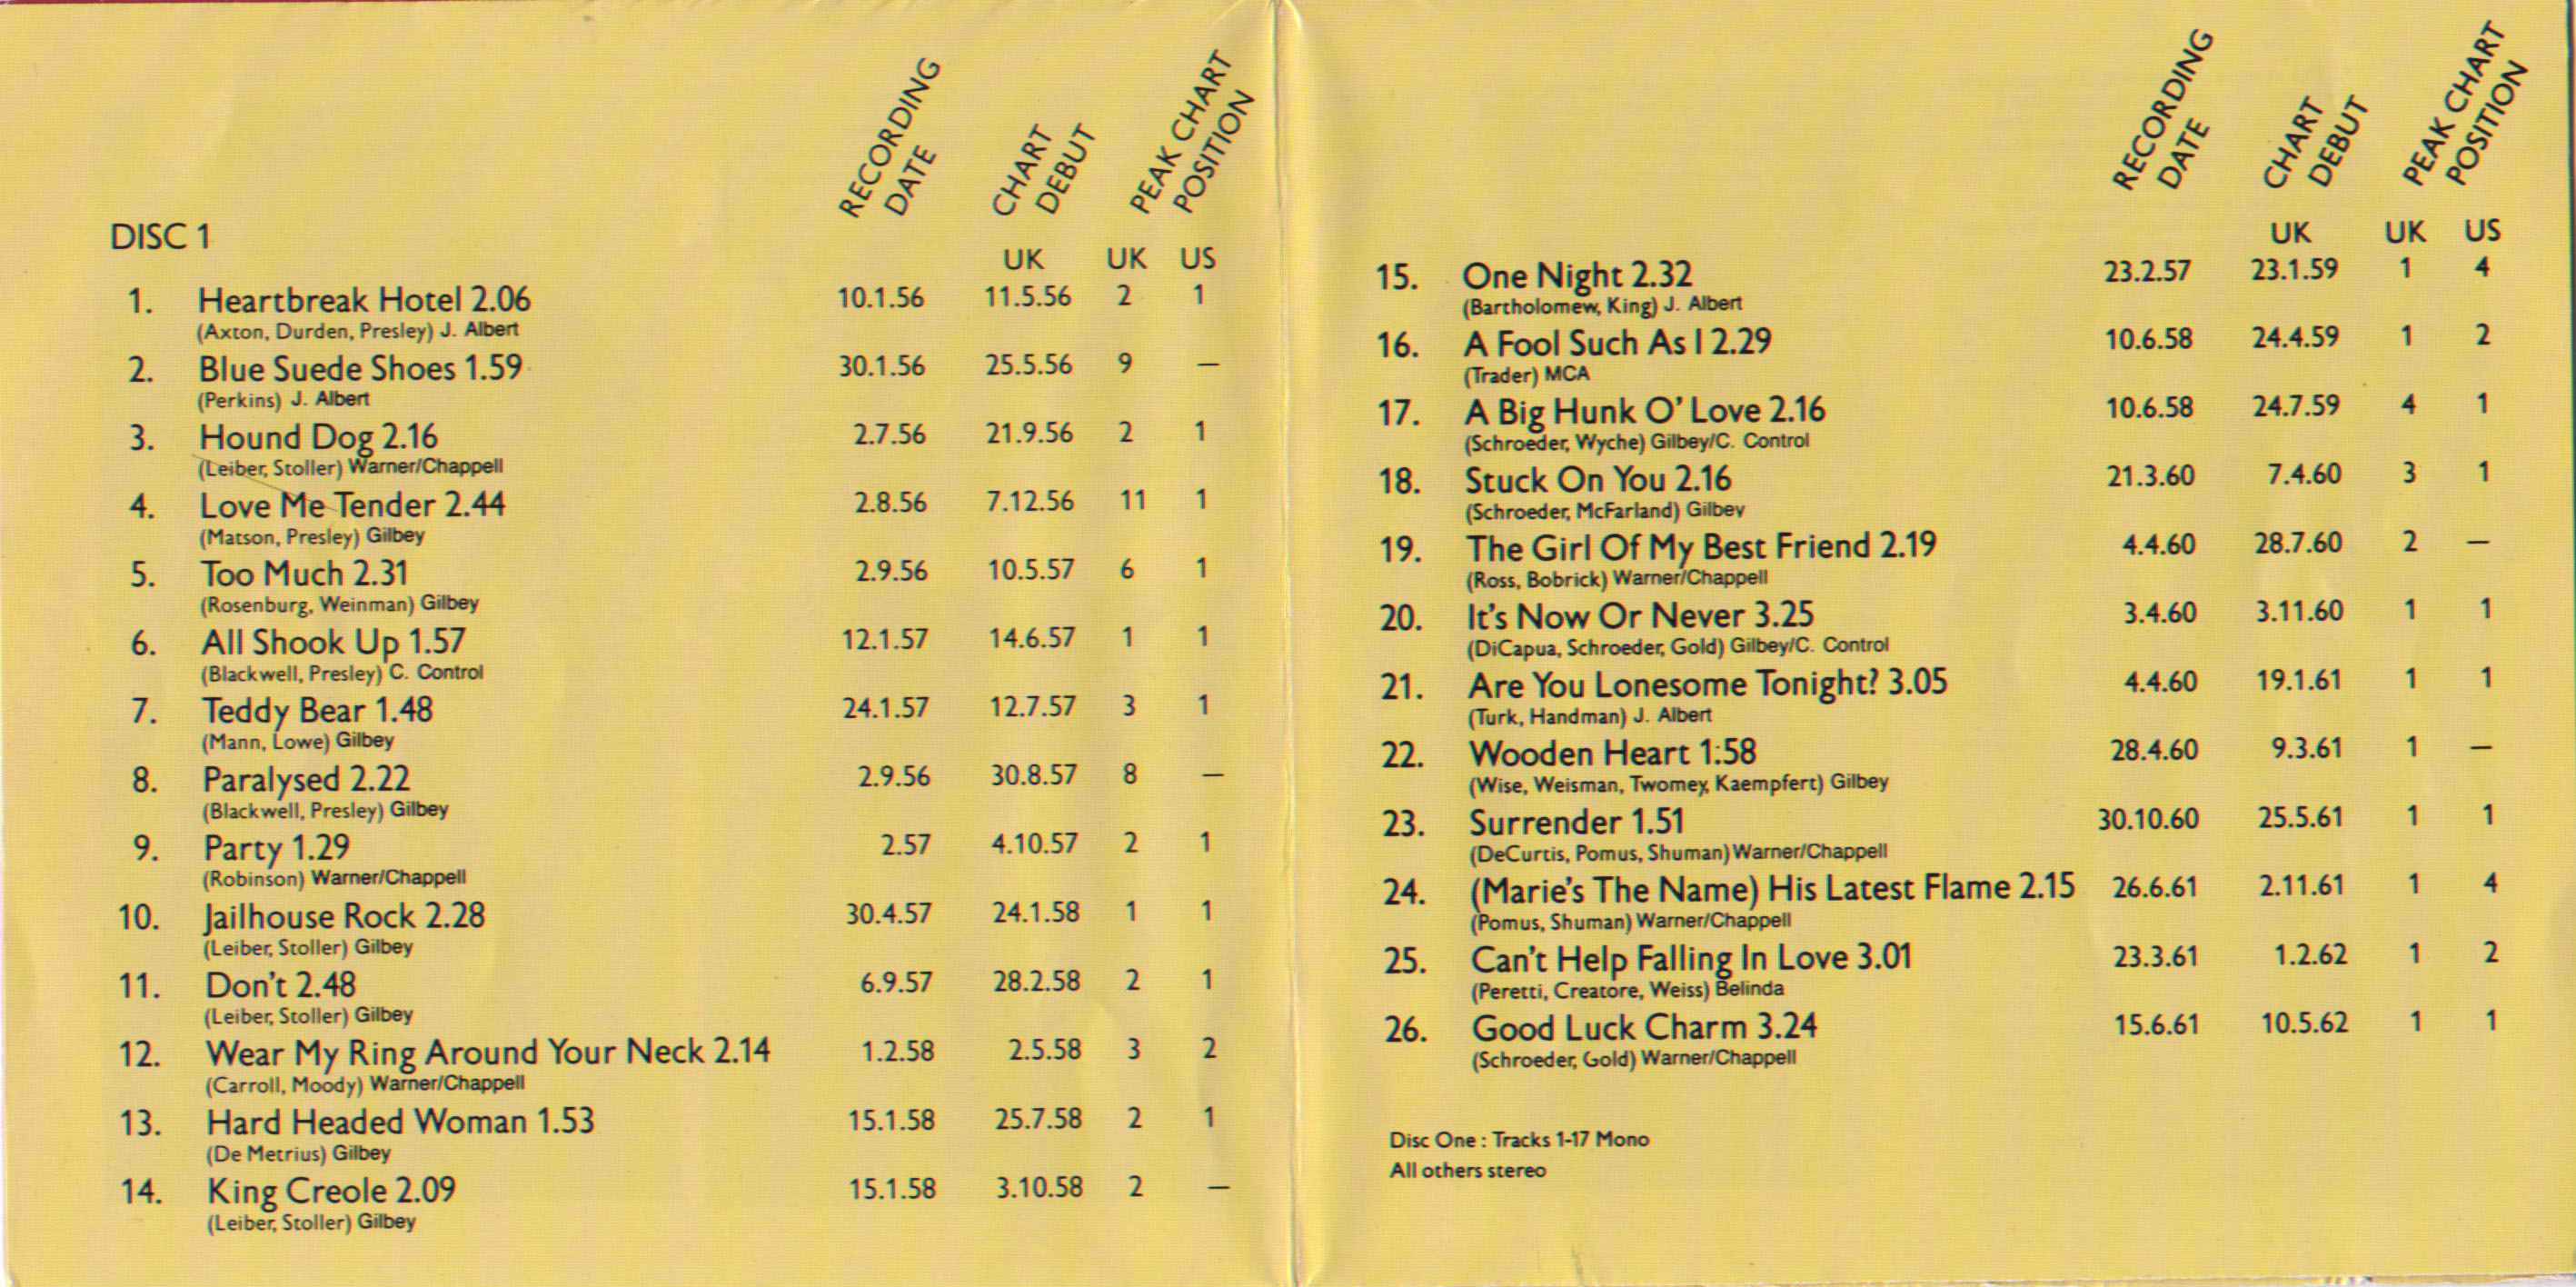 RECORDING DATE
CHART DEBUT
PEAK CHART POSITION
DISC 1
UK UK US
1. Heartbreak Hotel 2.06 10.1.56 11.5.56 2 1
(Axton, Durden, Presley) J. Albert
2. Blue Suede Shoes 1.59 30.1.56 25.5.56 9 —
(Perkins) J. Albert
3. Hound Dog 2.16 2.7.56 21.9.56 2 1
(Leiber, Stoller) Warner/Chappell
4. Love Me Tender 2.44 2.8.56 7.12.56 11 1
(Matson, Presley) Gilbey
5. Too Much 2.31 2.9.56 10.5.57 6 1
(Rosenburg, Weinman) Gilbey
6. All Shook Up 1.57 12.1.57 14.6.57 1 1
(Blackwell, Presley) C. Control
7. Teddy Bear 1.48 24.1.57 12.7.57 3 1
(Mann, Lowe) Gilbey
8. Paralysed 2.22 2.9.56 30.8.57 8 —
(Blackwell, Presley) Gilbey
9. Party 1.29 2.57 4.10.57 2 1
(Robinson) Warner/Chappell
10. Jailhouse Rock 2.28 30.4.57 24.1.58 1 1
(Leiber, Stoller) Gilbey
11. Don't 2.48 6.9.57 28.2.58 2 1
(Leiber, Stoller) Gilbey
12. Wear My Ring Around Your Neck 2.14 1.2.58 2.5.58 3 2
(Carroll, Moody) Warner/Chappell
13. Hard Headed Woman 1.53 15.1.58 25.7.58 2 1
(De Metrius) Gilbey
14. King Creole 2.09 15.1.58 3.10.58 2 —
(Leiber, Stoller) Gilbey
RECORDING DATE
CHART DEBUT
PEAK CHART POSITION
UK UK US
15. One Night 2.32 23.2.57 23.1.59 1 4
(Bartholomew, King) J. Albert
16. A Fool Such As I 2.29 10.6.58 24.4.59 1 2
(Trader) MCA
17. A Big Hunk O' Love 2.16 10.6.58 24.7.59 4 1
(Schroeder, Wyche) Gilbey/C. Control
18. Stuck On You 2.16 21.3.60 7.4.60 3 1
(Schroeder, McFarland) Gilbey
19. The Girl Of My Best Friend 2.19 4.4.60 28.7.60 2 —
(Ross, Bobrick) Warner/Chappell
20. It's Now Or Never 3.25 3.4.60 3.11.60 1 1
(DiCapua, Schroeder, Gold) Gilbey/C. Control
21. Are You Lonesome Tonight? 3.05 4.4.60 19.1.61 1 1
(Turk, Handman) J. Albert
22. Wooden Heart 1:58 28.4.60 9.3.61 1 —
(Wise, Weisman, Twomey, Kaempfert) Gilbey
23. Surrender 1.51 30.10.60 25.5.61 1 1
(DeCurtis, Pomus, Shuman) Warner/Chappell
24. (Marie's The Name) His Latest Flame 2.15 26.6.61 2.11.61 1 4
(Pomus, Shuman) Warner/Chappell
25. Can't Help Falling In Love 3.01 23.3.61 1.2.62 1 2
(Peretti, Creatore, Weiss) Belinda
26. Good Luck Charm 3.24 15.6.61 10.5.62 1 1
(Schroeder, Gold) Warner/Chappell
Disc One : Tracks 1-17 Mono
All others stereo